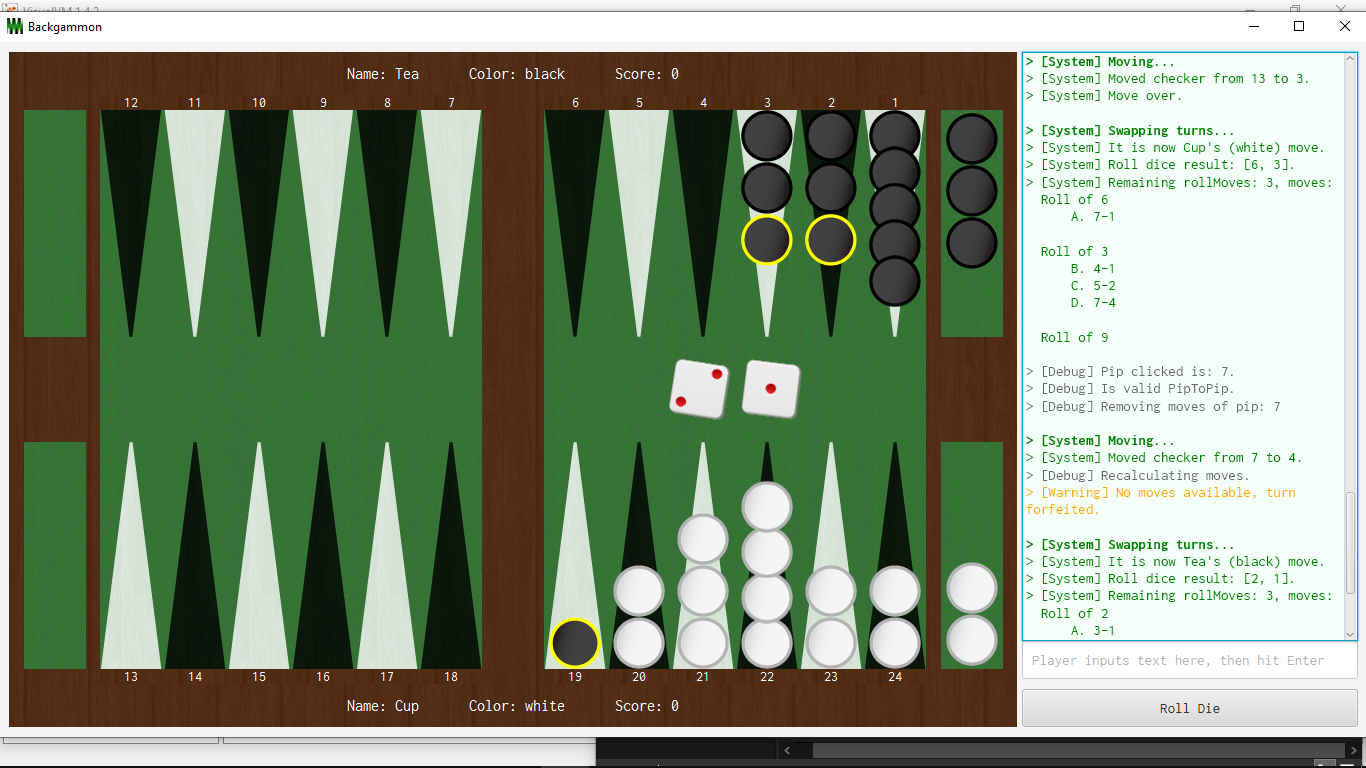 VisualVM 1.4.3
Backgammon
Name: Tea Color: black Score: 0
12 11 10 9 8 7 6 5 4 3 2 1
13 14 15 16 17 18 19 20 21 22 23 24
Name: Cup Color: white Score: 0
> [System] Moving...
> [System] Moved checker from 13 to 3.
> [System] Move over.
> [System] Swapping turns...
> [System] It is now Cup's (white) move.
> [System] Roll dice result: [6, 3].
> [System] Remaining rollMoves: 3, moves:
Roll of 6
A. 7-1
Roll of 3
B. 4-1
C. 5-2
D. 7-4
Roll of 9
> [Debug] Pip clicked is: 7.
> [Debug] Is valid PipToPip.
> [Debug] Removing moves of pip: 7
> [System] Moving...
> [System] Moved checker from 7 to 4.
> [Debug] Recalculating moves.
> [Warning] No moves available, turn
forfeited.
> [System] Swapping turns...
> [System] It is now Tea's (black) move.
> [System] Roll dice result: [2, 1].
> [System] Remaining rollMoves: 3, moves:
Roll of 2
A. 3-1
Player inputs text here, then hit Enter
Roll Die